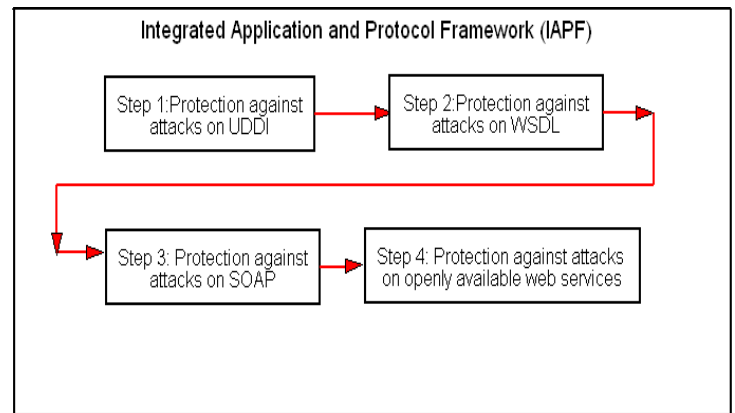 Integrated Application and Protocol Framework (IAPF)
Step 1:Protection against
attacks on UDDI
Step 2:Protection against
attacks on WSDL
Step 3: Protection against
attacks on SOAP
Step 4: Protection against attacks
on openly available web services